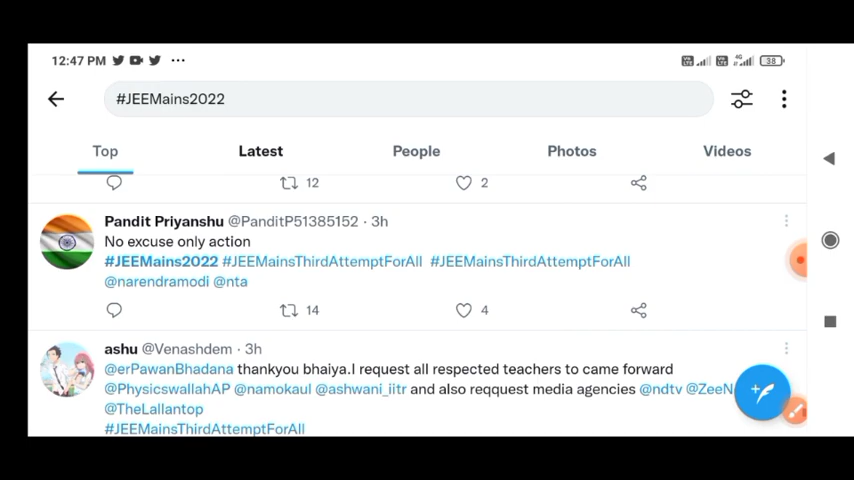 12:47 PM
38
#JEEMains2022
Top Latest People Photos Videos
12 2
Pandit Priyanshu @PanditP51385152 · 3h
No excuse only action
#JEEMains2022 #JEEMainsThirdAttemptForAll #JEEMainsThirdAttemptForAll
@narendramodi @nta
14 4
ashu @Venashdem · 3h
@erPawanBhadana thankyou bhaiya.I request all respected teachers to came forward
@PhysicswallahAP @namokaul @ashwani_iitr and also reqquest media agencies @ndtv @ZeeN
@TheLallantop
#JEEMainsThirdAttemptForAll